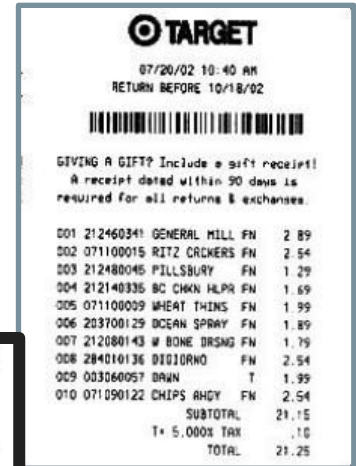 TARGET
07/20/02 10:40 AM
RETURN BEFORE 10/18/02
GIVING A GIFT? Include a gift receipt!
A receipt dated within 90 days is
required for all returns & exchanges.
001 212460341 GENERAL MILL FN 2.89
002 071100015 RITZ CRCKERS FN 2.54
003 212480045 PILLSBURY FN 1.29
004 212140336 BC CHKN HLPR FN 1.69
005 071100009 WHEAT THINS FN 1.99
006 203700129 OCEAN SPRAY FN 1.89
007 212080143 W BONE DRSNG FN 1.79
008 284010136 DIGIORNO FN 2.54
009 003060057 DAWN T 1.99
010 071090122 CHIPS AHOY FN 2.54
SUBTOTAL 21.15
T= 5.000% TAX .10
TOTAL 21.25